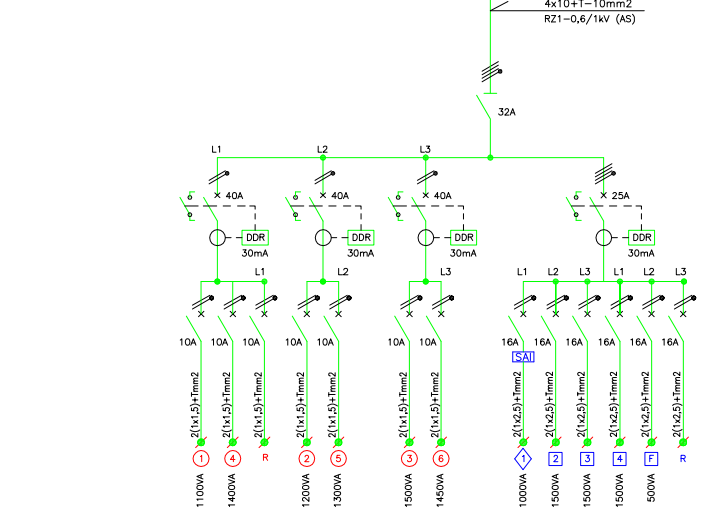 4x10+T-10mm2
RZ1-0,6/1kV (AS)
32A
L1 L2 L3
40A 40A 40A 25A
DDR DDR DDR DDR
30mA 30mA 30mA 30mA
L1 L2 L3 L1 L2 L3 L1 L2 L3
10A 10A 10A 10A 10A 10A 10A 16A 16A 16A 16A 16A 16A
SAI
2(1x1,5)+Tmm2 2(1x1,5)+Tmm2 2(1x1,5)+Tmm2 2(1x1,5)+Tmm2 2(1x1,5)+Tmm2 2(1x1,5)+Tmm2 2(1x1,5)+Tmm2 2(1x2,5)+Tmm2 2(1x2,5)+Tmm2 2(1x2,5)+Tmm2 2(1x2,5)+Tmm2 2(1x2,5)+Tmm2 2(1x2,5)+Tmm2
1 4 R 2 5 3 6 1 2 3 4 F R
1100VA 1400VA 1200VA 1300VA 1500VA 1450VA 1000VA 1500VA 1500VA 1500VA 500VA